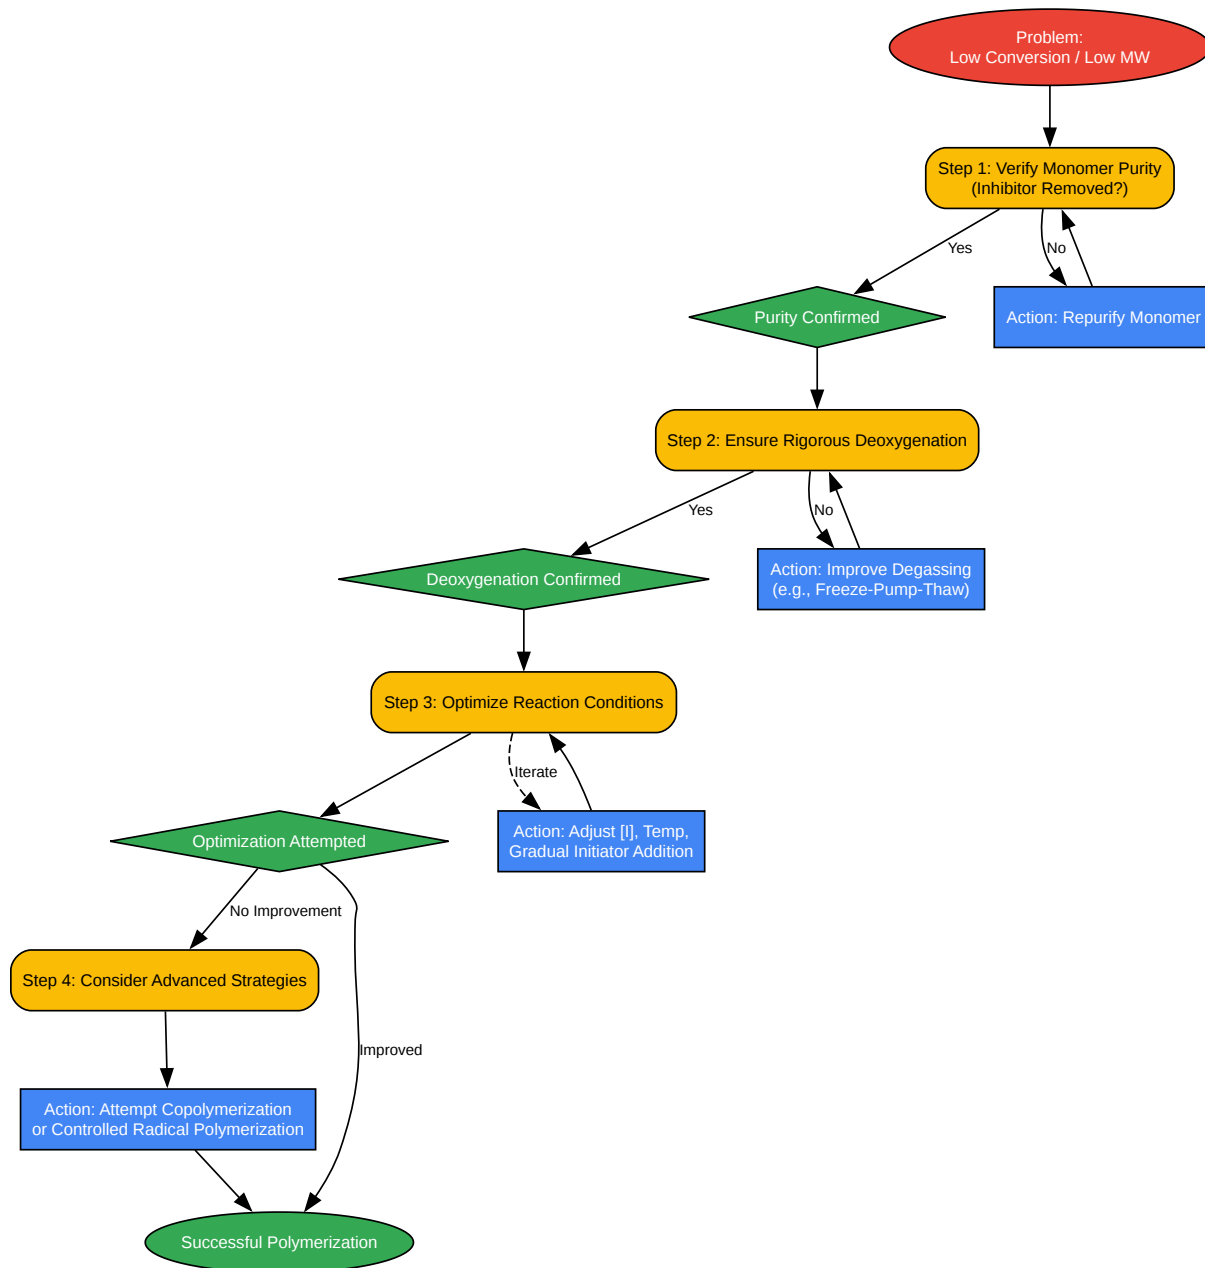 Problem:
Low Conversion / Low MW
Step 1: Verify Monomer Purity
(Inhibitor Removed?)
Yes
No
Purity Confirmed
Action: Repurify Monomer
Step 2: Ensure Rigorous Deoxygenation
Yes
No
Deoxygenation Confirmed
Action: Improve Degassing
(e.g., Freeze-Pump-Thaw)
Step 3: Optimize Reaction Conditions
Iterate
Optimization Attempted
Action: Adjust [I], Temp,
Gradual Initiator Addition
No Improvement
Step 4: Consider Advanced Strategies
Improved
Action: Attempt Copolymerization
or Controlled Radical Polymerization
Successful Polymerization